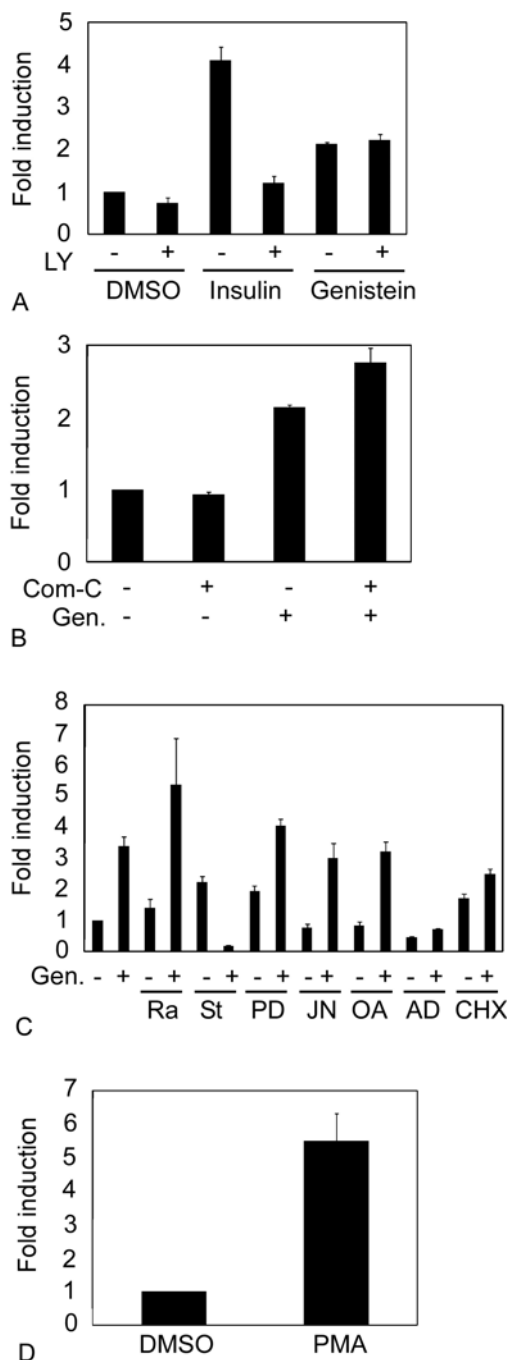 5
4
3
2
1
0
Fold induction
LY - + - + - +
DMSO Insulin Genistein
A
3
2
1
0
Fold induction
Com-C - + - +
Gen. - - + +
B
8
7
6
5
4
3
2
1
0
Fold induction
Gen. - + - + - + - + - + - + - + - +
Ra St PD JN OA AD CHX
C
7
6
5
4
3
2
1
0
Fold induction
DMSO PMA
D